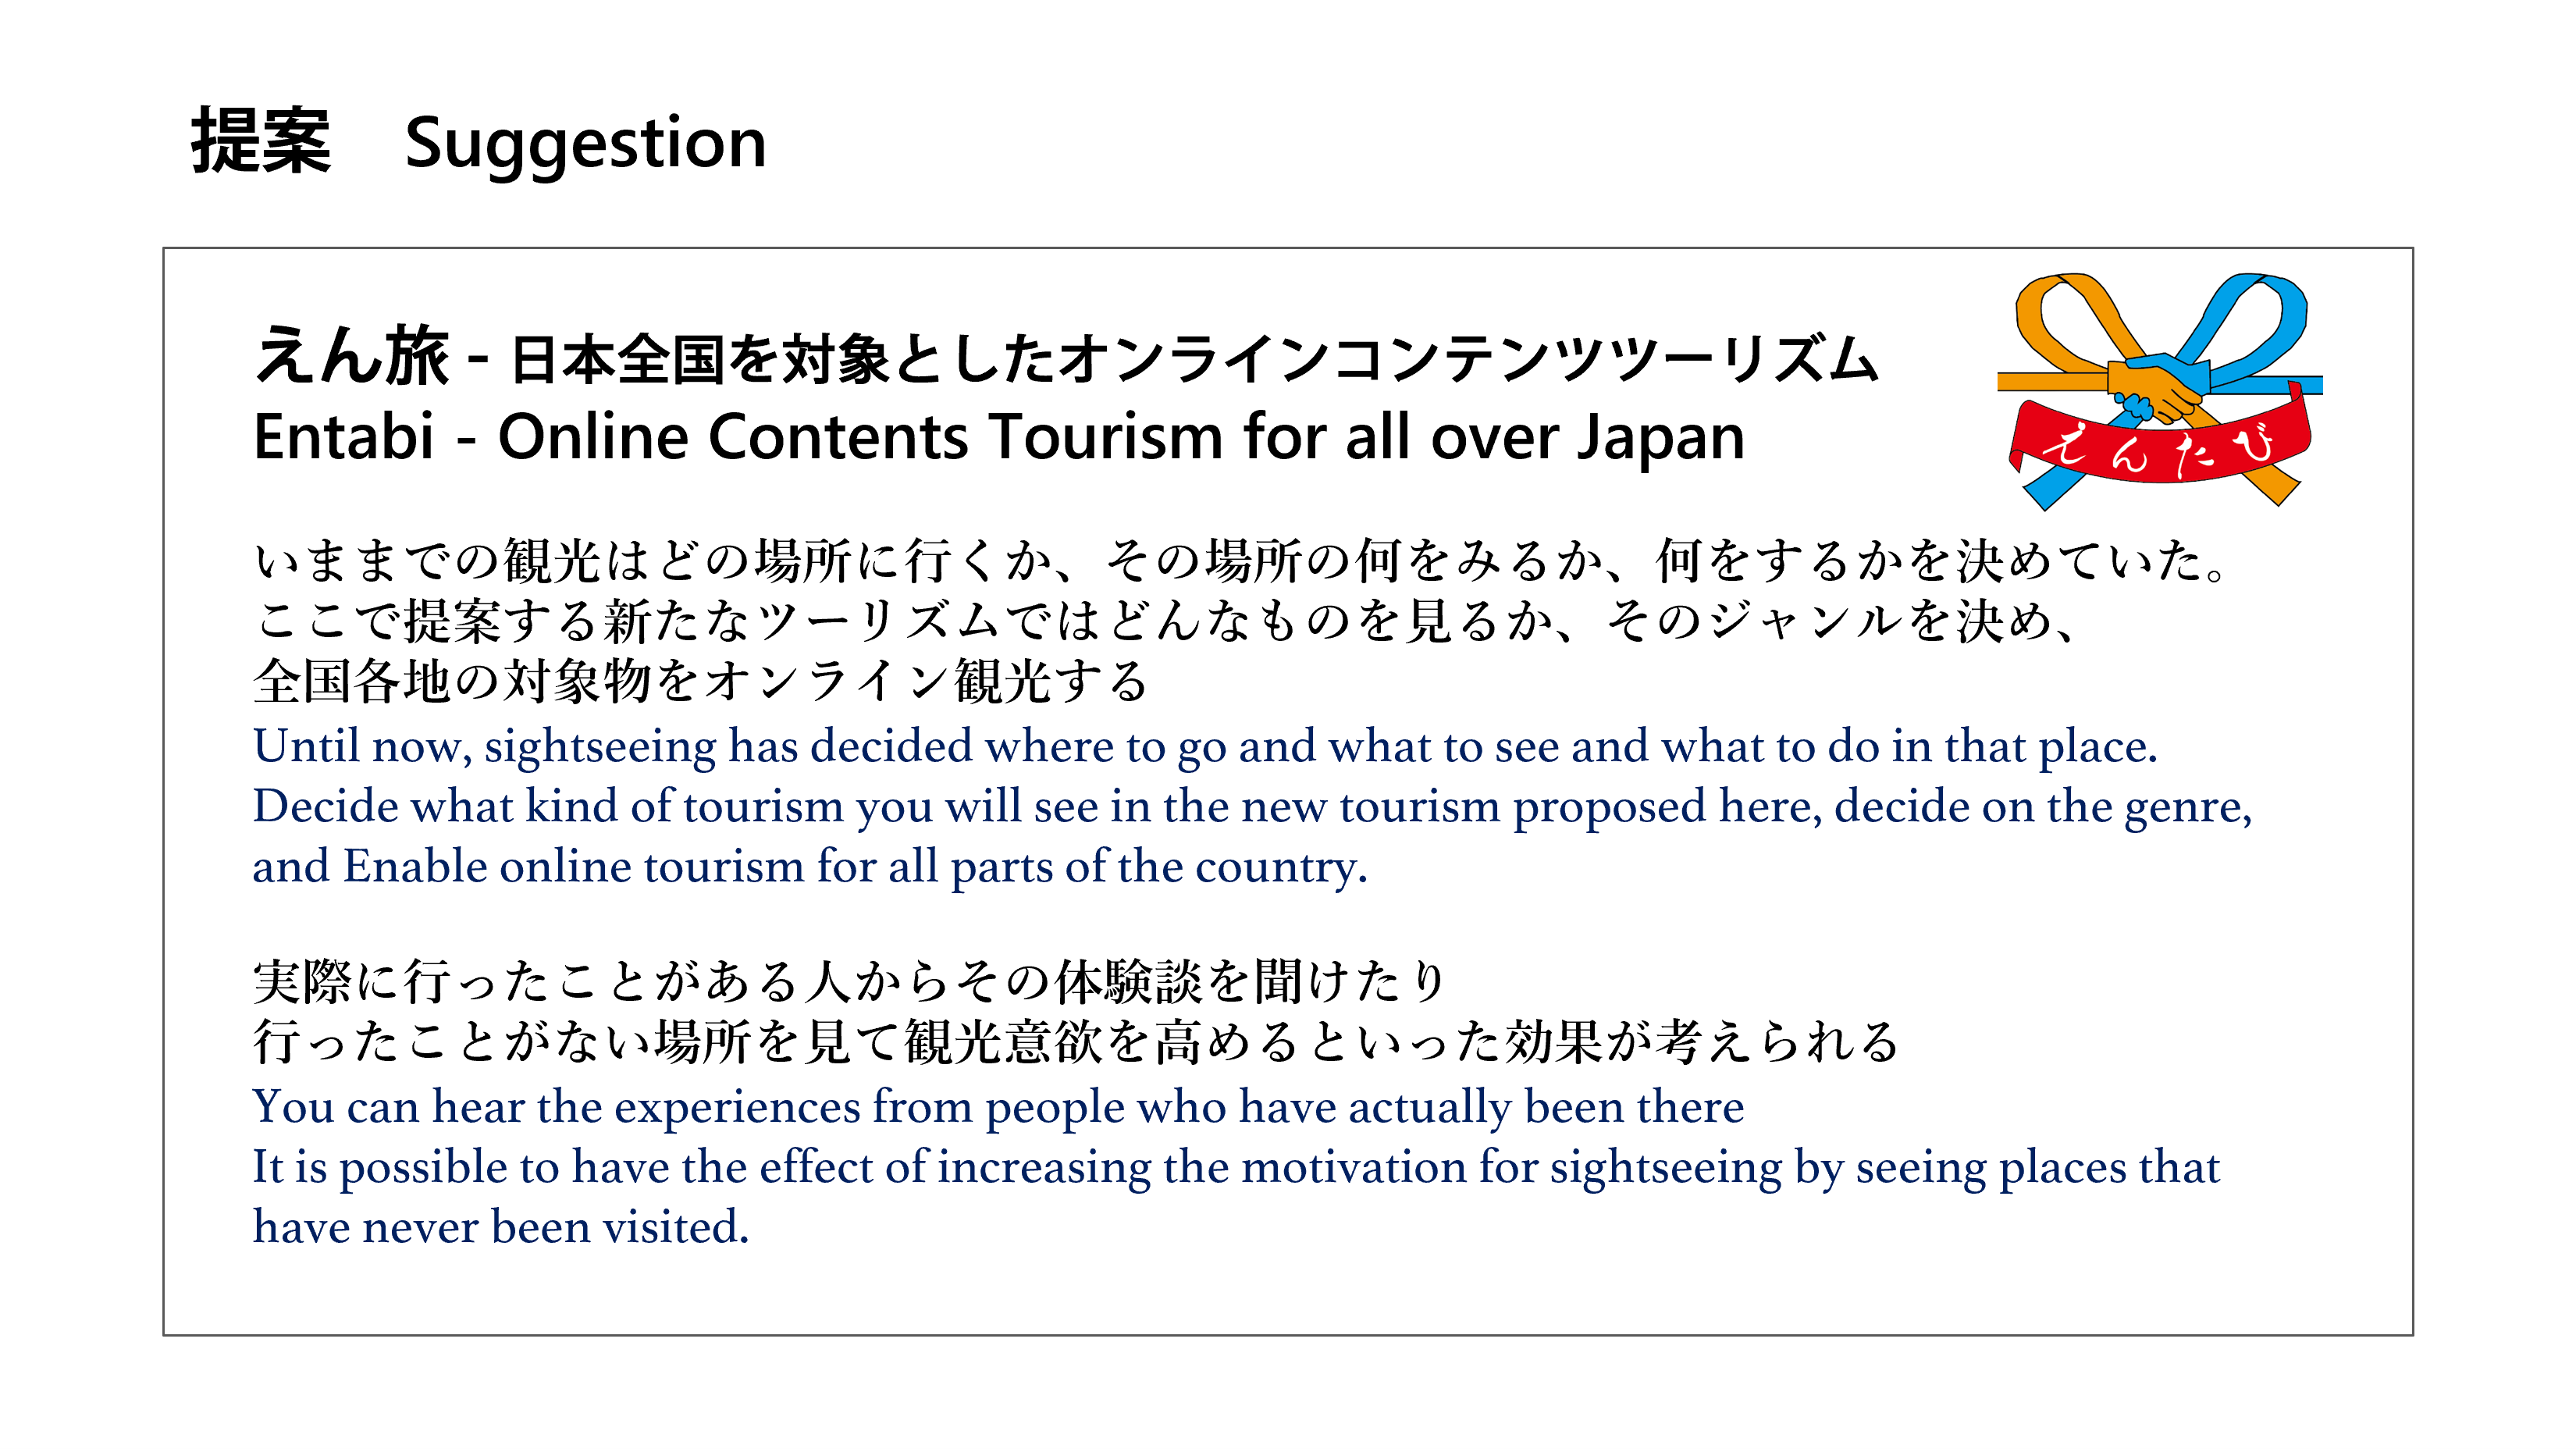 提案　Suggestion
えん旅 - 日本全国を対象としたオンラインコンテンツツーリズム
Entabi - Online Contents Tourism for all over Japan
えんたび
いままでの観光はどの場所に行くか、その場所の何をみるか、何をするかを決めていた。
ここで提案する新たなツーリズムではどんなものを見るか、そのジャンルを決め、
全国各地の対象物をオンライン観光する
Until now, sightseeing has decided where to go and what to see and what to do in that place.
Decide what kind of tourism you will see in the new tourism proposed here, decide on the genre,
and Enable online tourism for all parts of the country.
実際に行ったことがある人からその体験談を聞けたり
行ったことがない場所を見て観光意欲を高めるといった効果が考えられる
You can hear the experiences from people who have actually been there
It is possible to have the effect of increasing the motivation for sightseeing by seeing places that
have never been visited.